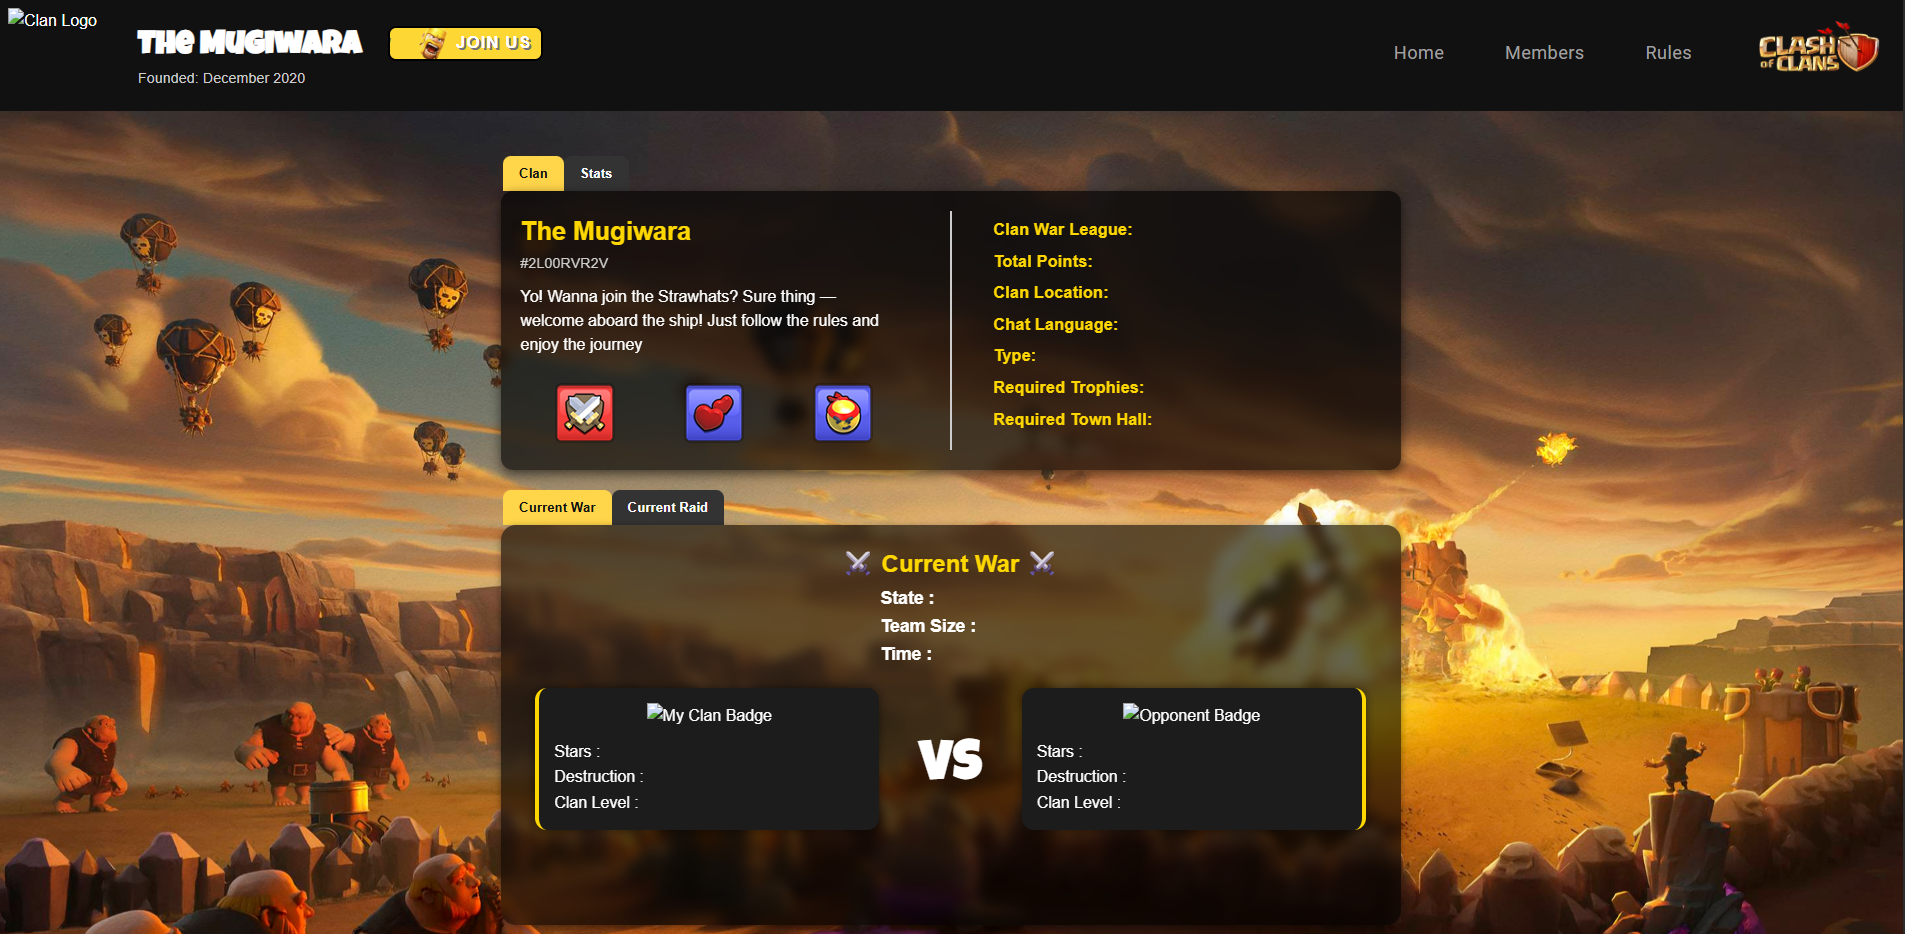 Clan Logo
The Mugiwara
JOIN US
Founded: December 2020
Home
Members
Rules
CLASH
OF CLANS
Clan
Stats
The Mugiwara
#2L00RVR2V
Yo! Wanna join the Strawhats? Sure thing —
welcome aboard the ship! Just follow the rules and
enjoy the journey
Clan War League:
Total Points:
Clan Location:
Chat Language:
Type:
Required Trophies:
Required Town Hall:
Current War
Current Raid
Current War
State :
Team Size :
Time :
My Clan Badge
Stars :
Destruction :
Clan Level :
VS
Opponent Badge
Stars :
Destruction :
Clan Level :